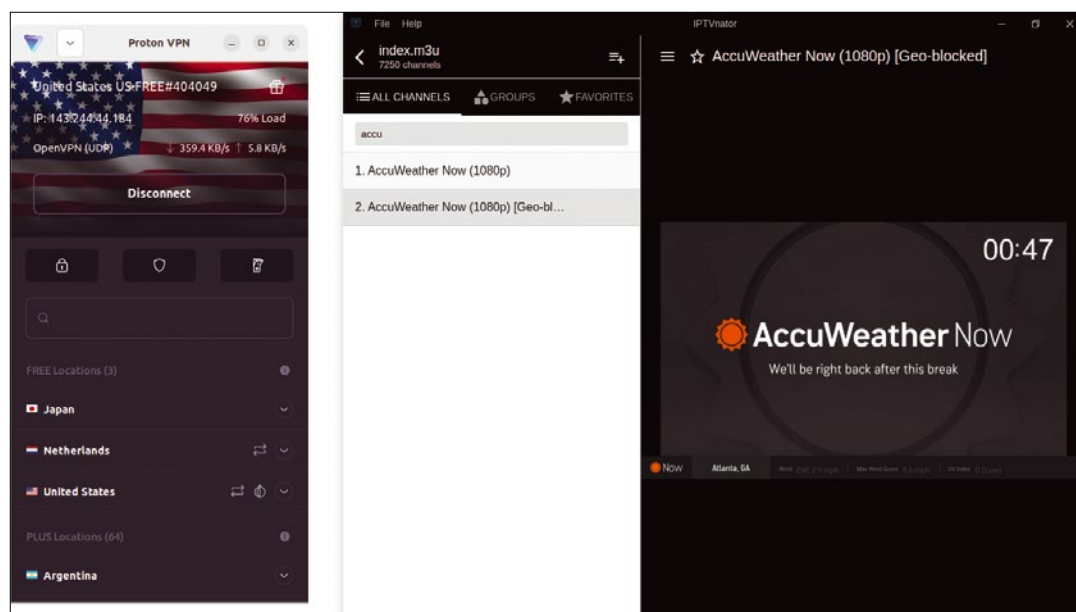 Proton VPN
United States US-FREE#404049
IP: 143.244.44.184
76% Load
OpenVPN (UDP)
↓ 359.4 KB/s ↑ 5.8 KB/s
Disconnect
FREE Locations (3)
Japan
Netherlands
United States
PLUS Locations (64)
Argentina
File Help
IPTVnator
index.m3u
7250 channels
ALL CHANNELS
GROUPS
FAVORITES
accu
1. AccuWeather Now (1080p)
2. AccuWeather Now (1080p) [Geo-bl…
AccuWeather Now (1080p) [Geo-blocked]
00:47
AccuWeather Now
We'll be right back after this break
Now
Atlanta, GA
Wind
Max Wind Gusts